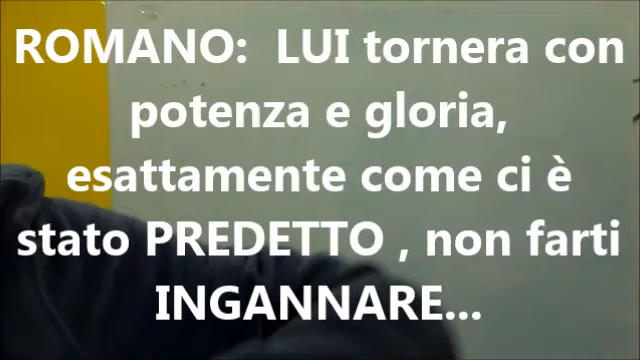 ROMANO:  LUI tornera con
potenza e gloria,
esattamente come ci è
stato PREDETTO , non farti
INGANNARE...